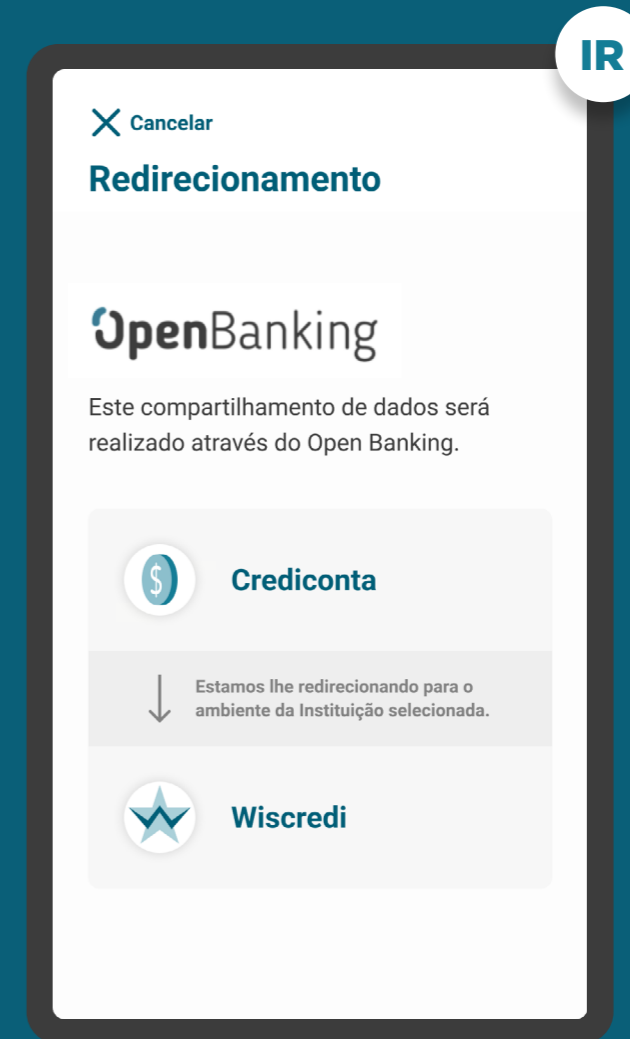 IR
Cancelar
Redirecionamento
OpenBanking
Este compartilhamento de dados será
realizado através do Open Banking.
$
Crediconta
Estamos lhe redirecionando para o
ambiente da Instituição selecionada.
Wiscredi